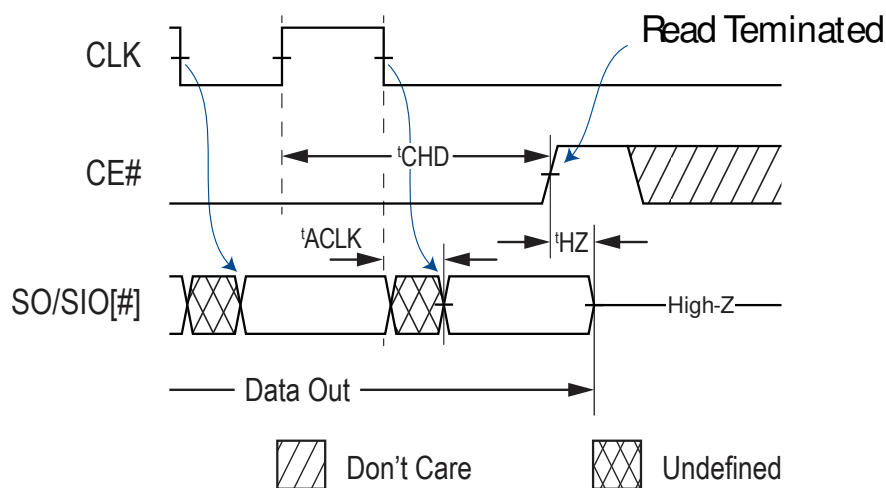 Read Teminated
CLK
tCHD
CE#
tACLK
tHZ
SO/SIO[#]
High-Z
Data Out
Don't Care
Undefined